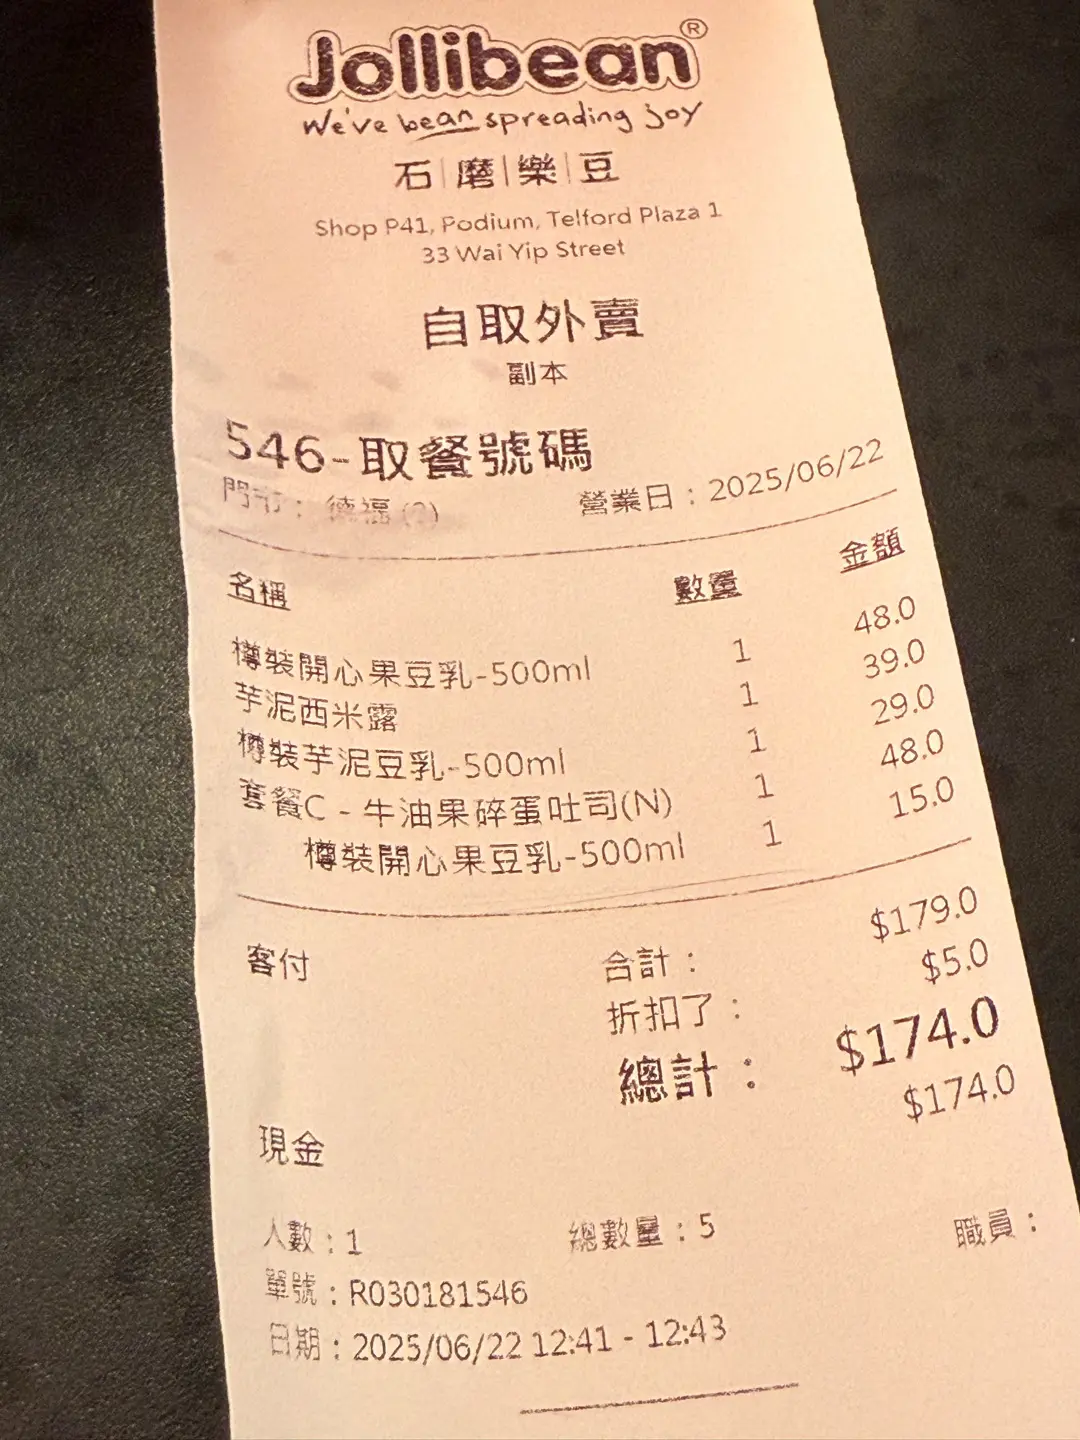 Jollibean®
We've bean spreading joy
石|磨|樂|豆
Shop P41, Podium, Telford Plaza 1
33 Wai Yip Street
自取外賣
副本
546-取餐號碼
門市： 德福 營業日：2025/06/22
名稱 數量 金額
樽裝開心果豆乳-500ml 1 48.0
芋泥西米露 1 39.0
樽裝芋泥豆乳-500ml 1 29.0
套餐C - 牛油果碎蛋吐司(N) 1 48.0
樽裝開心果豆乳-500ml 1 15.0
客付 合計： $179.0
折扣了： $5.0
總計： $174.0
現金 $174.0
人數：1 總數量：5 職員：
單號：R030181546
日期：2025/06/22 12:41 - 12:43